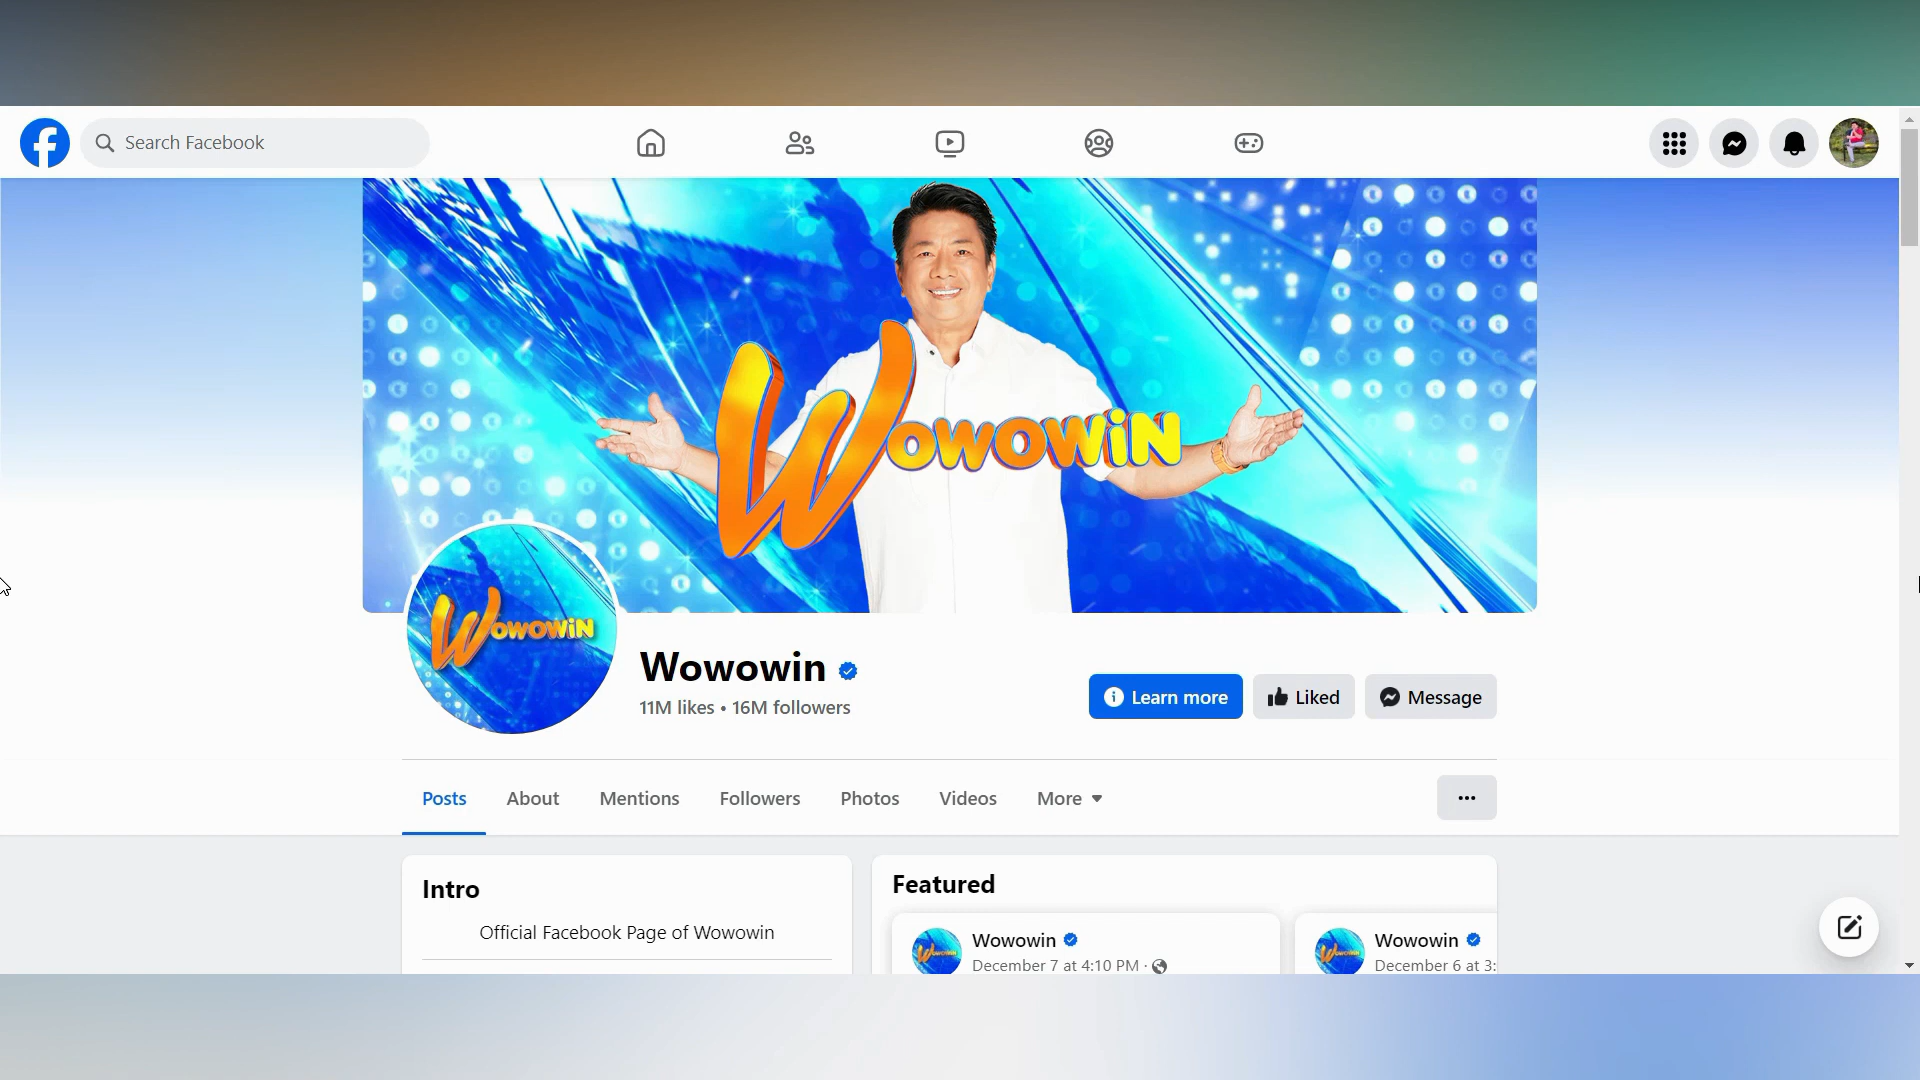 Search Facebook
WOWOWiN
WOWOWiN
Wowowin
11M likes • 16M followers
Learn more
Liked
Message
Posts
About
Mentions
Followers
Photos
Videos
More
Intro
Official Facebook Page of Wowowin
Featured
Wowowin
December 7 at 4:10 PM ·
Wowowin
December 6 at 3: